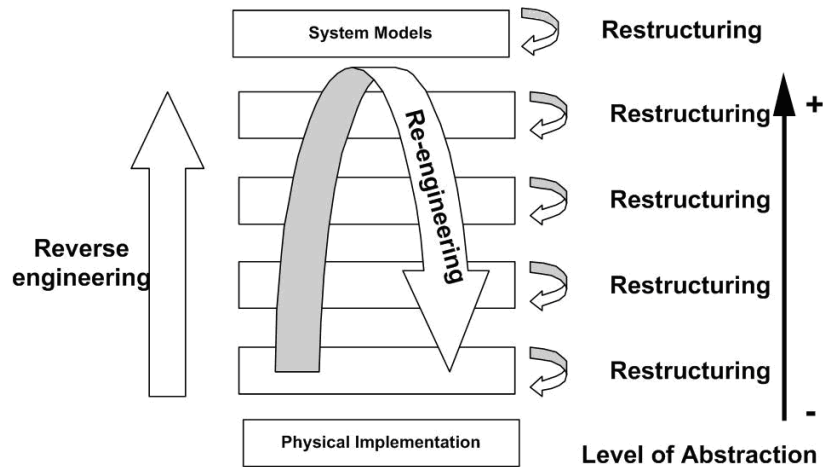 System Models
Restructuring
Restructuring
+
Re-engineering
Restructuring
Reverse
engineering
Restructuring
Restructuring
-
Physical Implementation
Level of Abstraction